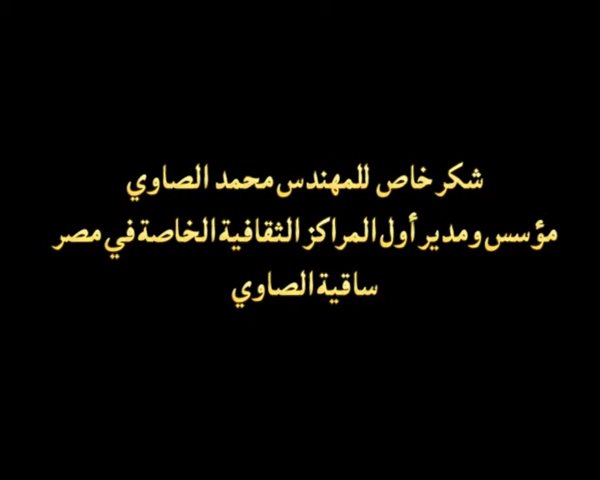 شكر خاص للمهندس محمد الصاوي
مؤسس ومدير أول المراكز الثقافية الخاصة في مصر
ساقية الصاوي